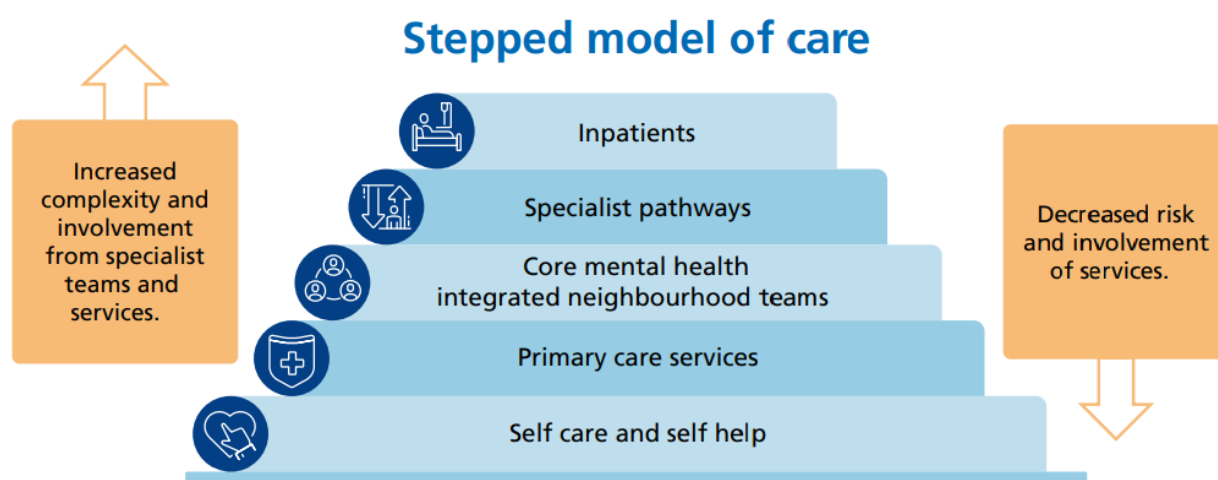 Stepped model of care
Increased
complexity and
involvement
from specialist
teams and
services.
Inpatients
Specialist pathways
Core mental health
integrated neighbourhood teams
Primary care services
Self care and self help
Decreased risk
and involvement
of services.